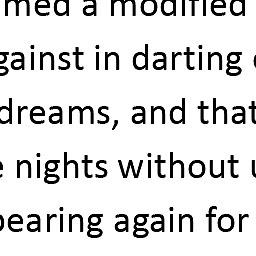 med a modified
gainst in darting
dreams, and that
nights without
pearing again for